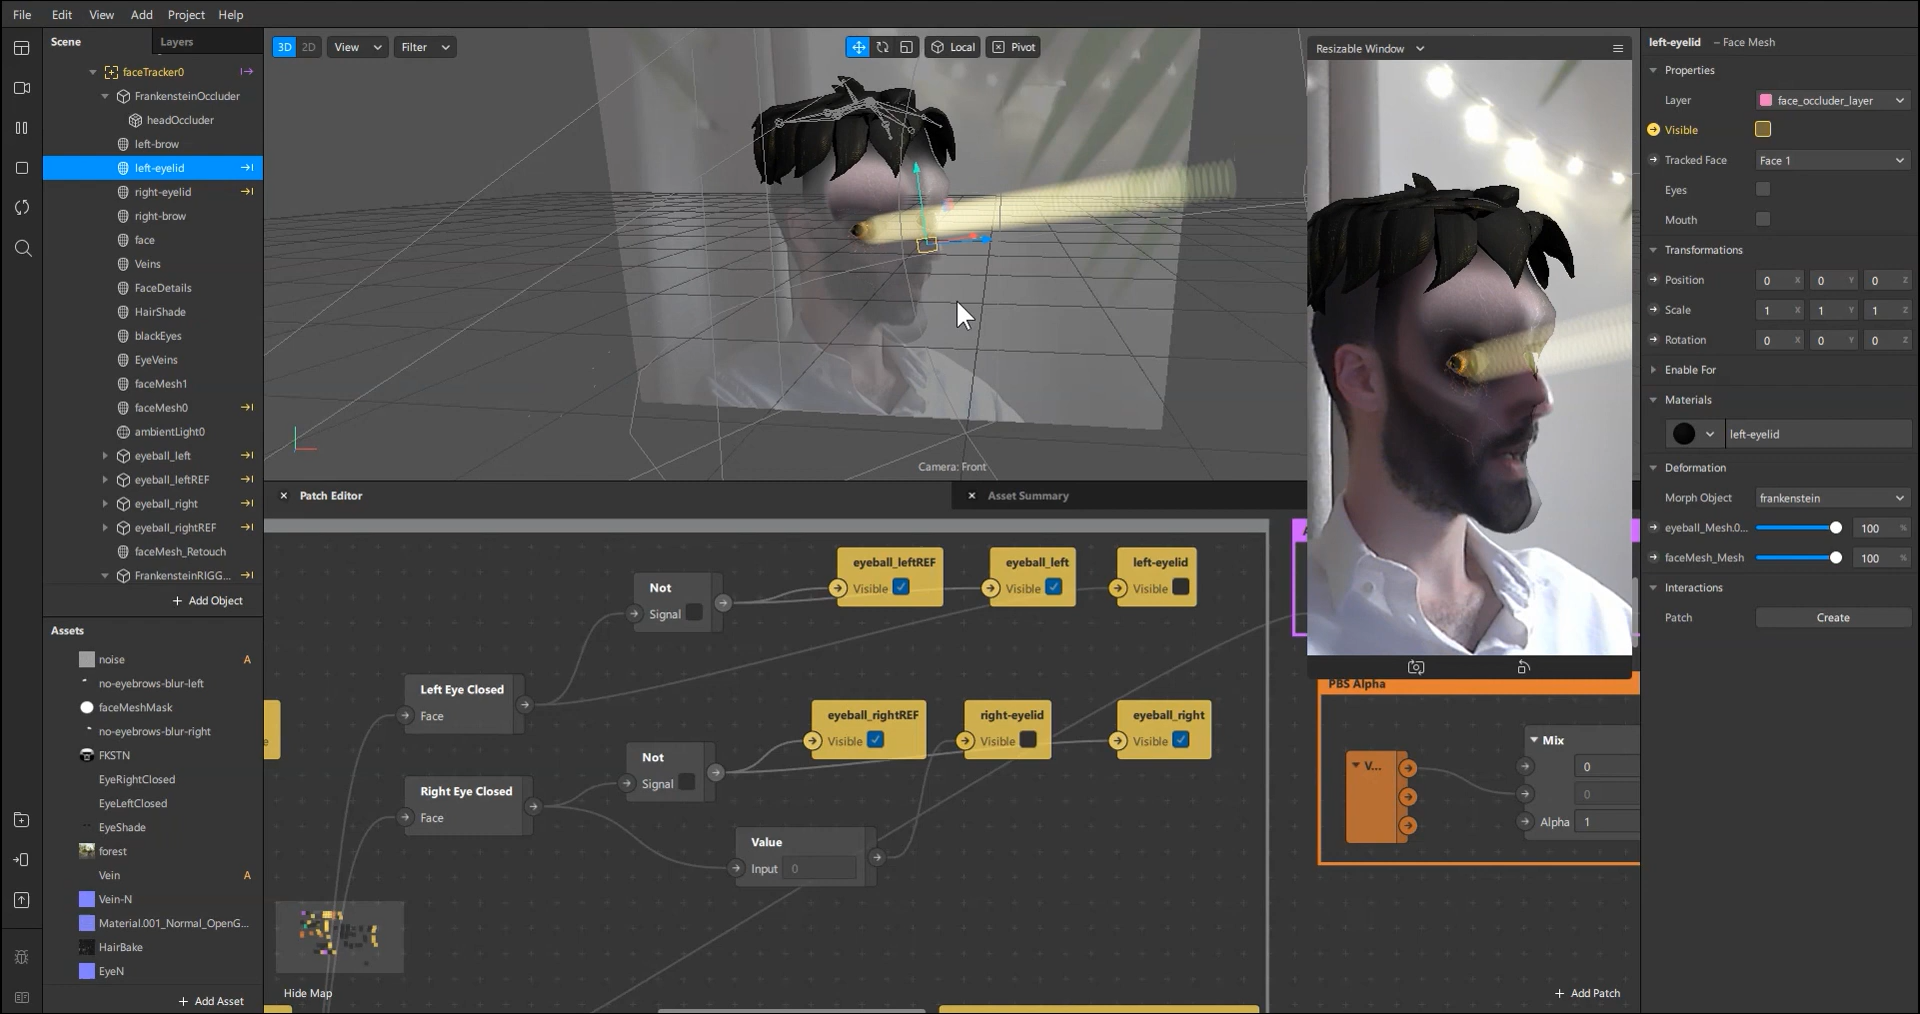 File Edit View Add Project Help
Scene Layers
faceTracker0
FrankensteinOccluder
headOccluder
left-brow
left-eyelid
right-eyelid
right-brow
face
Veins
FaceDetails
HairShade
blackEyes
EyeVeins
faceMesh1
faceMesh0
ambientLight0
eyeball_left
eyeball_leftREF
eyeball_right
eyeball_rightREF
faceMesh_Retouch
FrankensteinRIGG...
+ Add Object
Assets
noise A
no-eyebrows-blur-left
faceMeshMask
no-eyebrows-blur-right
FKSTN
EyeRightClosed
EyeLeftClosed
EyeShade
forest
Vein A
Vein-N
Material.001_Normal_OpenG...
HairBake
EyeN
+ Add Asset
3D 2D View Filter Local Pivot
Camera: Front
Patch Editor
Asset Summary
Not
Signal
eyeball_leftREF
Visible
eyeball_left
Visible
left-eyelid
Visible
Left Eye Closed
Face
eyeball_rightREF
Visible
right-eyelid
Visible
eyeball_right
Visible
Not
Signal
Right Eye Closed
Face
Value
Input 0
Hide Map
PBS Alpha
V...
Mix
0
0
Alpha 1
+ Add Patch
Resizable Window
left-eyelid – Face Mesh
Properties
Layer face_occluder_layer
Visible
Tracked Face Face 1
Eyes
Mouth
Transformations
Position 0 X 0 Y 0 Z
Scale 1 X 1 Y 1 Z
Rotation 0 X 0 Y 0 Z
Enable For
Materials
left-eyelid
Deformation
Morph Object frankenstein
eyeball_Mesh.0... 100 %
faceMesh_Mesh 100 %
Interactions
Patch Create